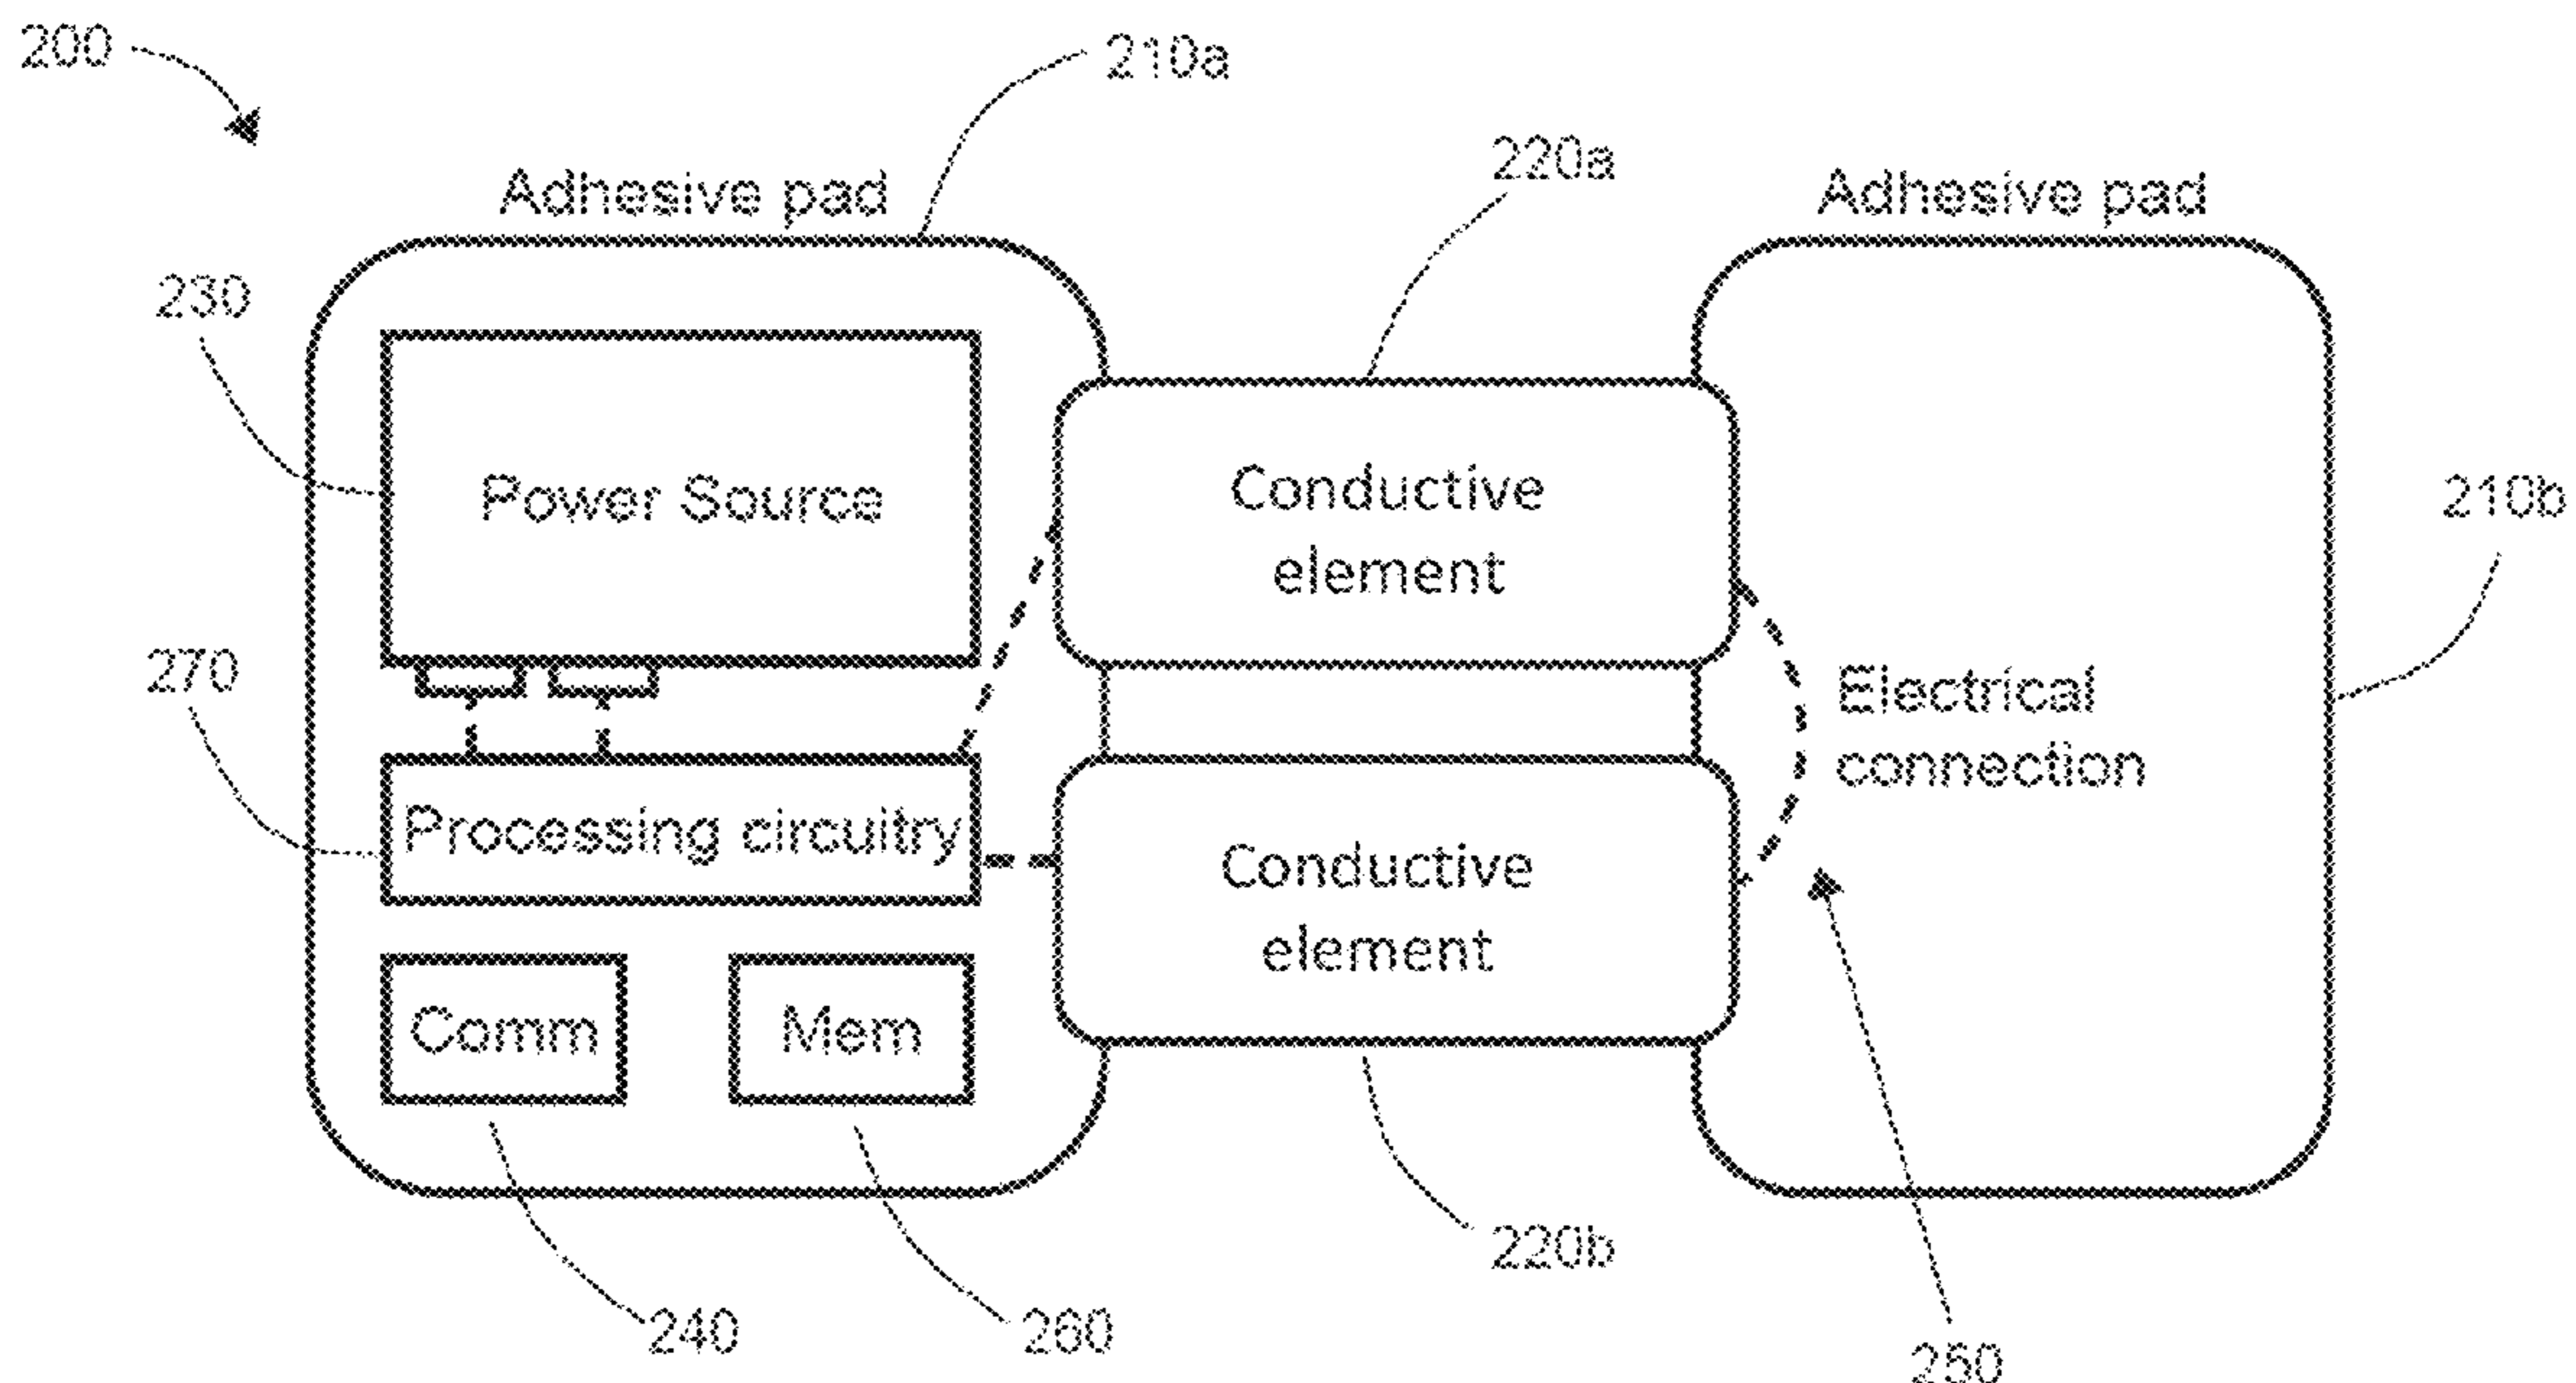 200
210a
220a
Adhesive pad
Adhesive pad
230
Power Source
Conductive
element
210b
270
Electrical
connection
Processing circuitry
Conductive
element
Comm
Mem
220b
240
260
250